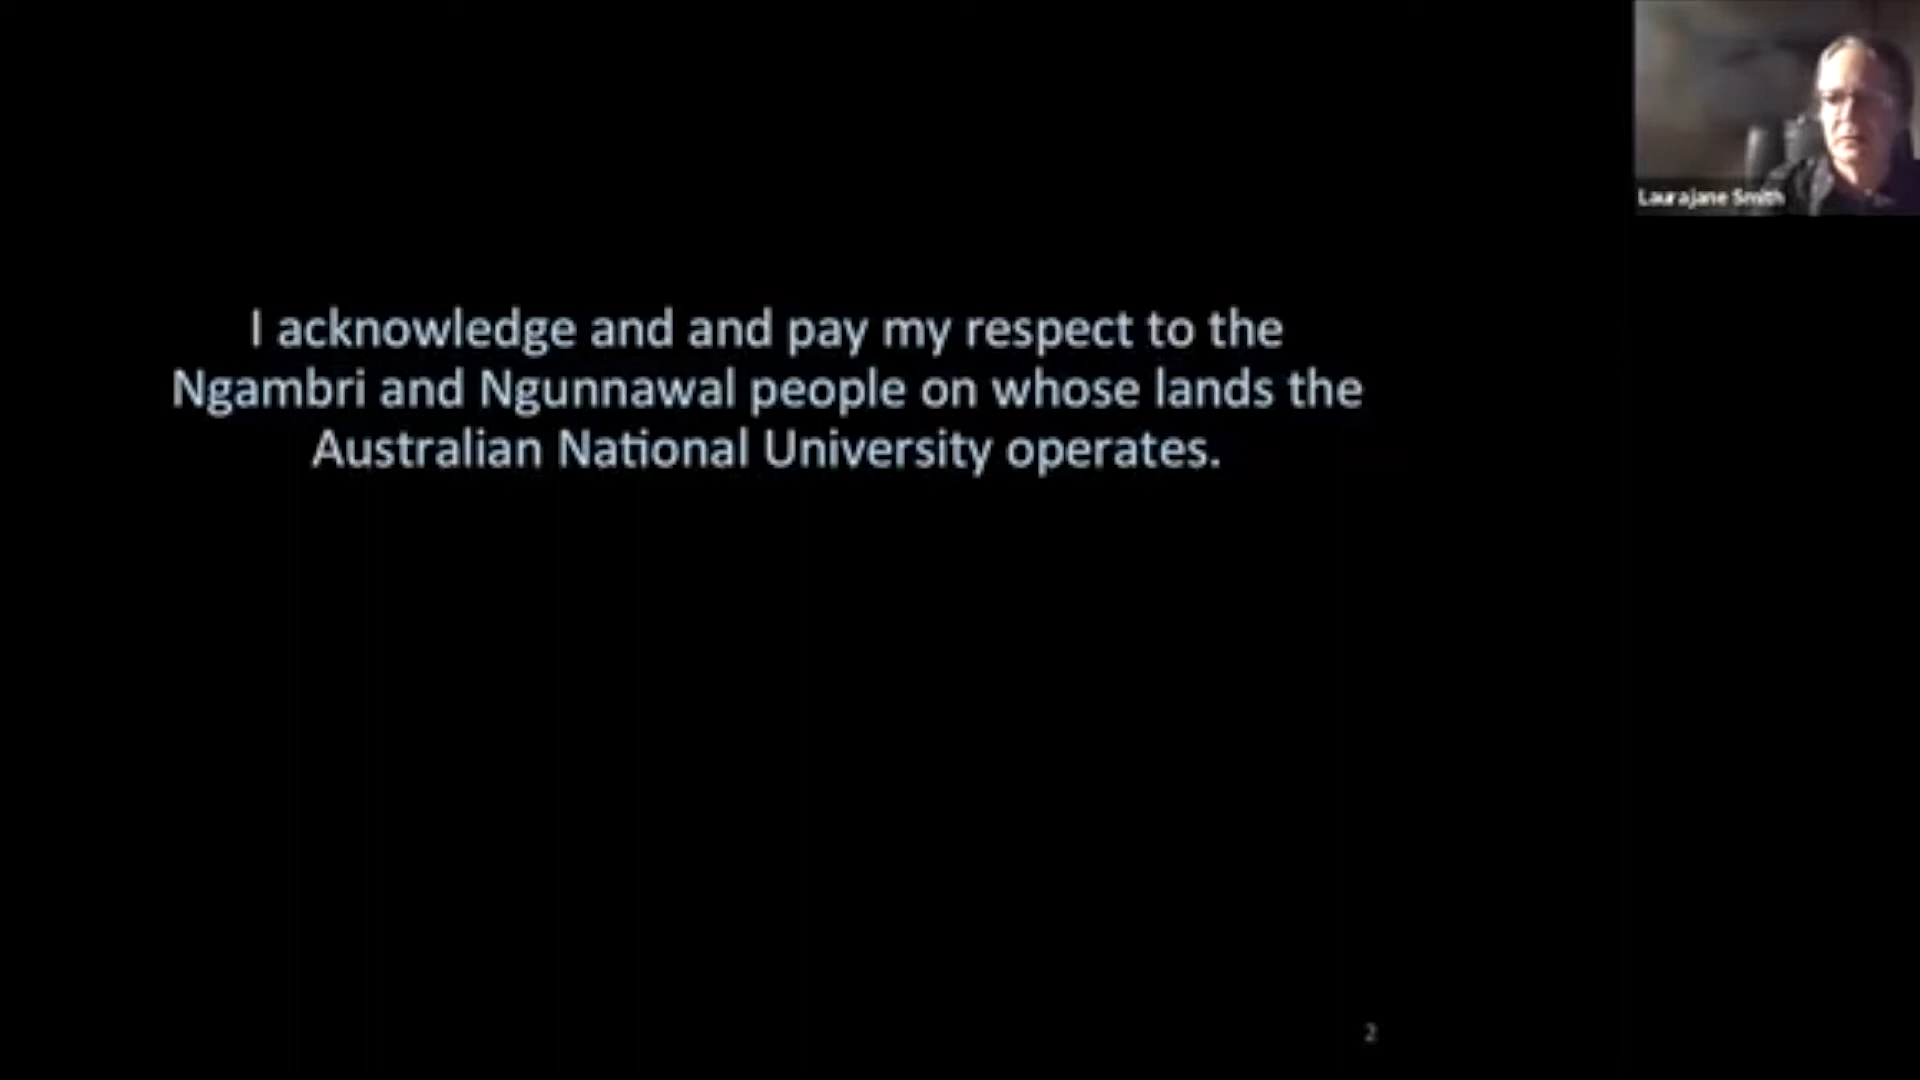 Laurajane Smith
I acknowledge and and pay my respect to the
Ngambri and Ngunnawal people on whose lands the
Australian National University operates.
2